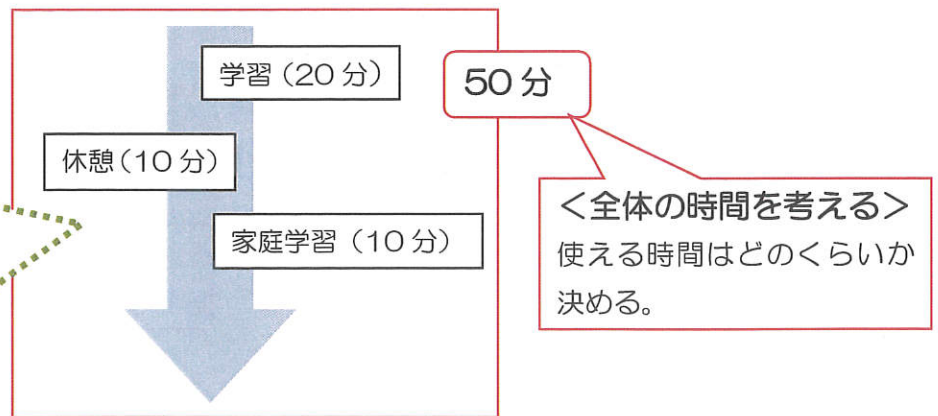 学習（20分）
50分
休憩（10分）
家庭学習（10分）
＜全体の時間を考える＞
使える時間はどのくらいか
決める。